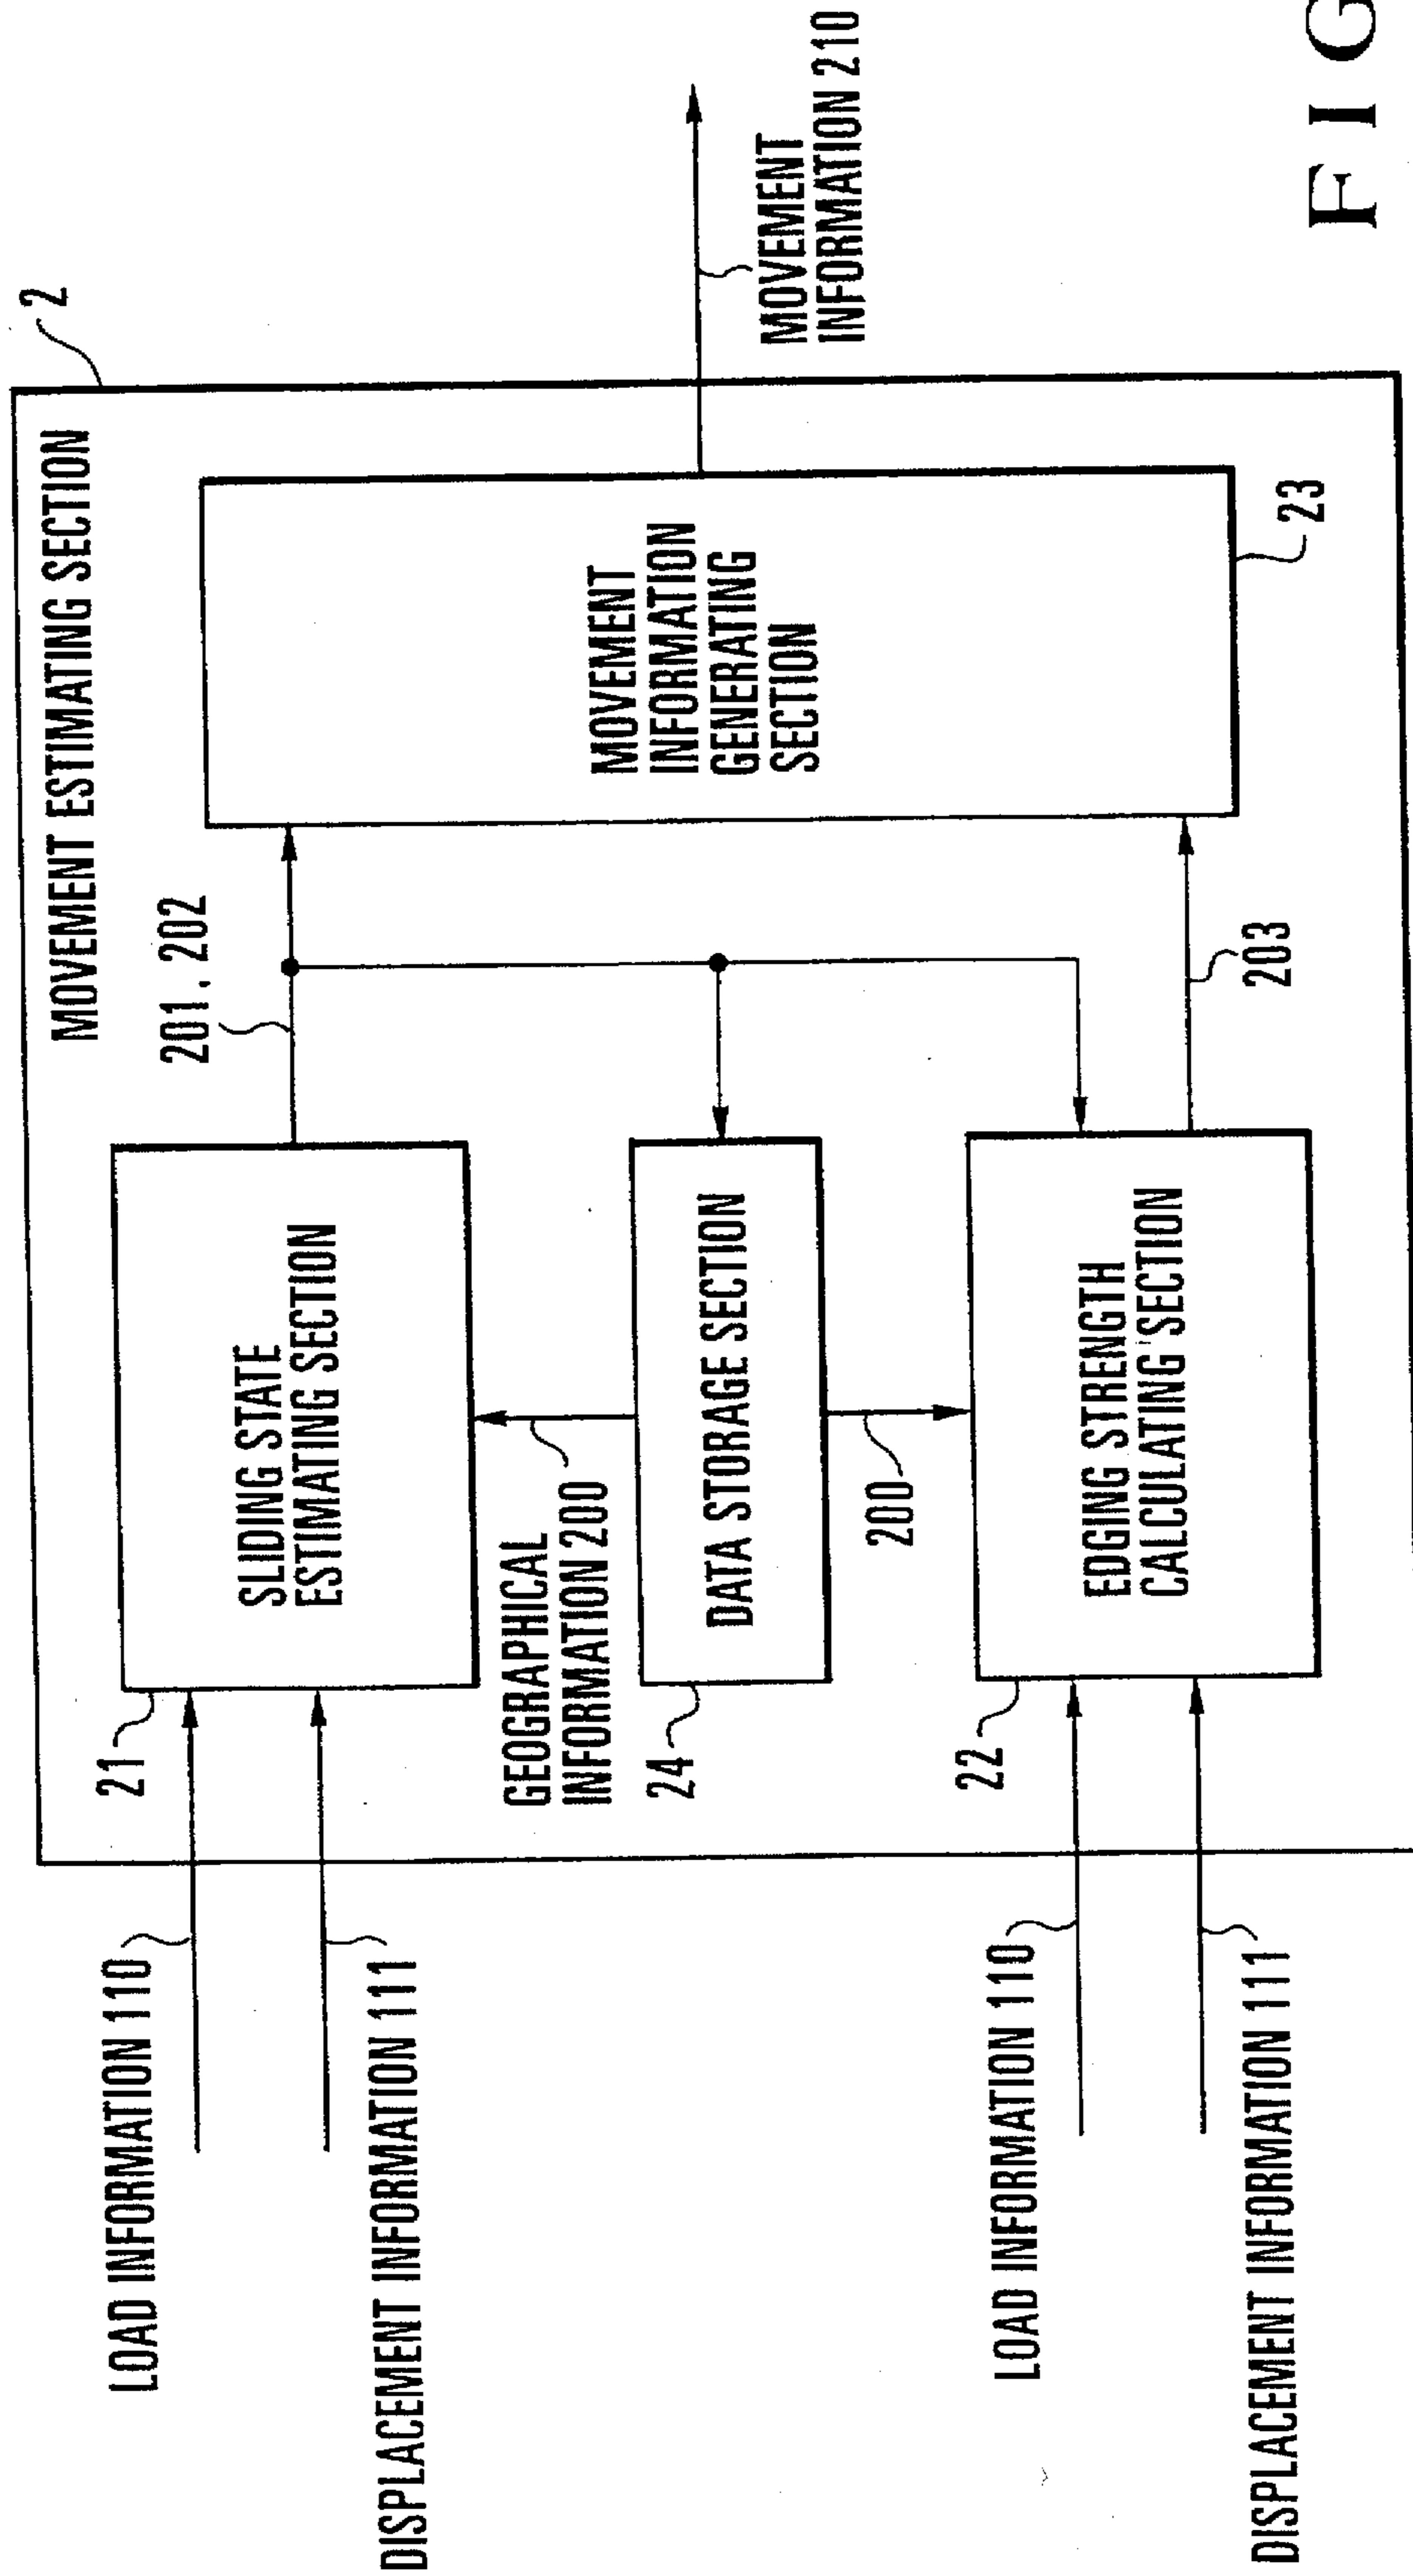 MOVEMENT ESTIMATING SECTION
2
LOAD INFORMATION 110
21
SLIDING STATE
ESTIMATING SECTION
201, 202
DISPLACEMENT INFORMATION 111
GEOGRAPHICAL
INFORMATION 200
24
DATA STORAGE SECTION
MOVEMENT
INFORMATION
GENERATING
SECTION
MOVEMENT
INFORMATION 210
200
LOAD INFORMATION 110
22
EDGING STRENGTH
CALCULATING SECTION
203
23
DISPLACEMENT INFORMATION 111
FIG